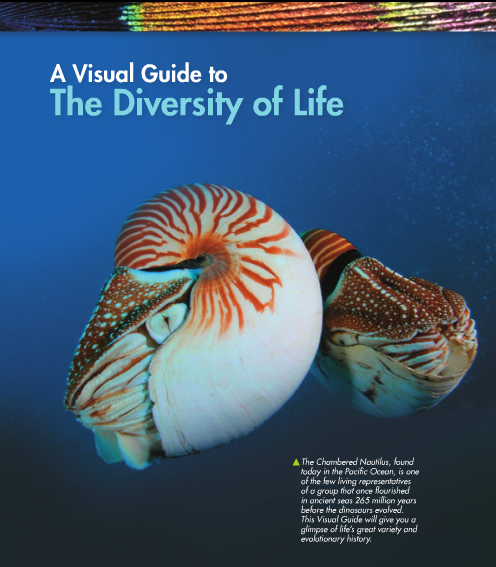 A Visual Guide to
The Diversity of Life
The Chambered Nautilus, found
today in the Pacific Ocean, is one
of the few living representatives
of a group that once flourished
in ancient seas 265 million years
before the dinosaurs evolved.
This Visual Guide will give you a
glimpse of life's great variety and
evolutionary history.